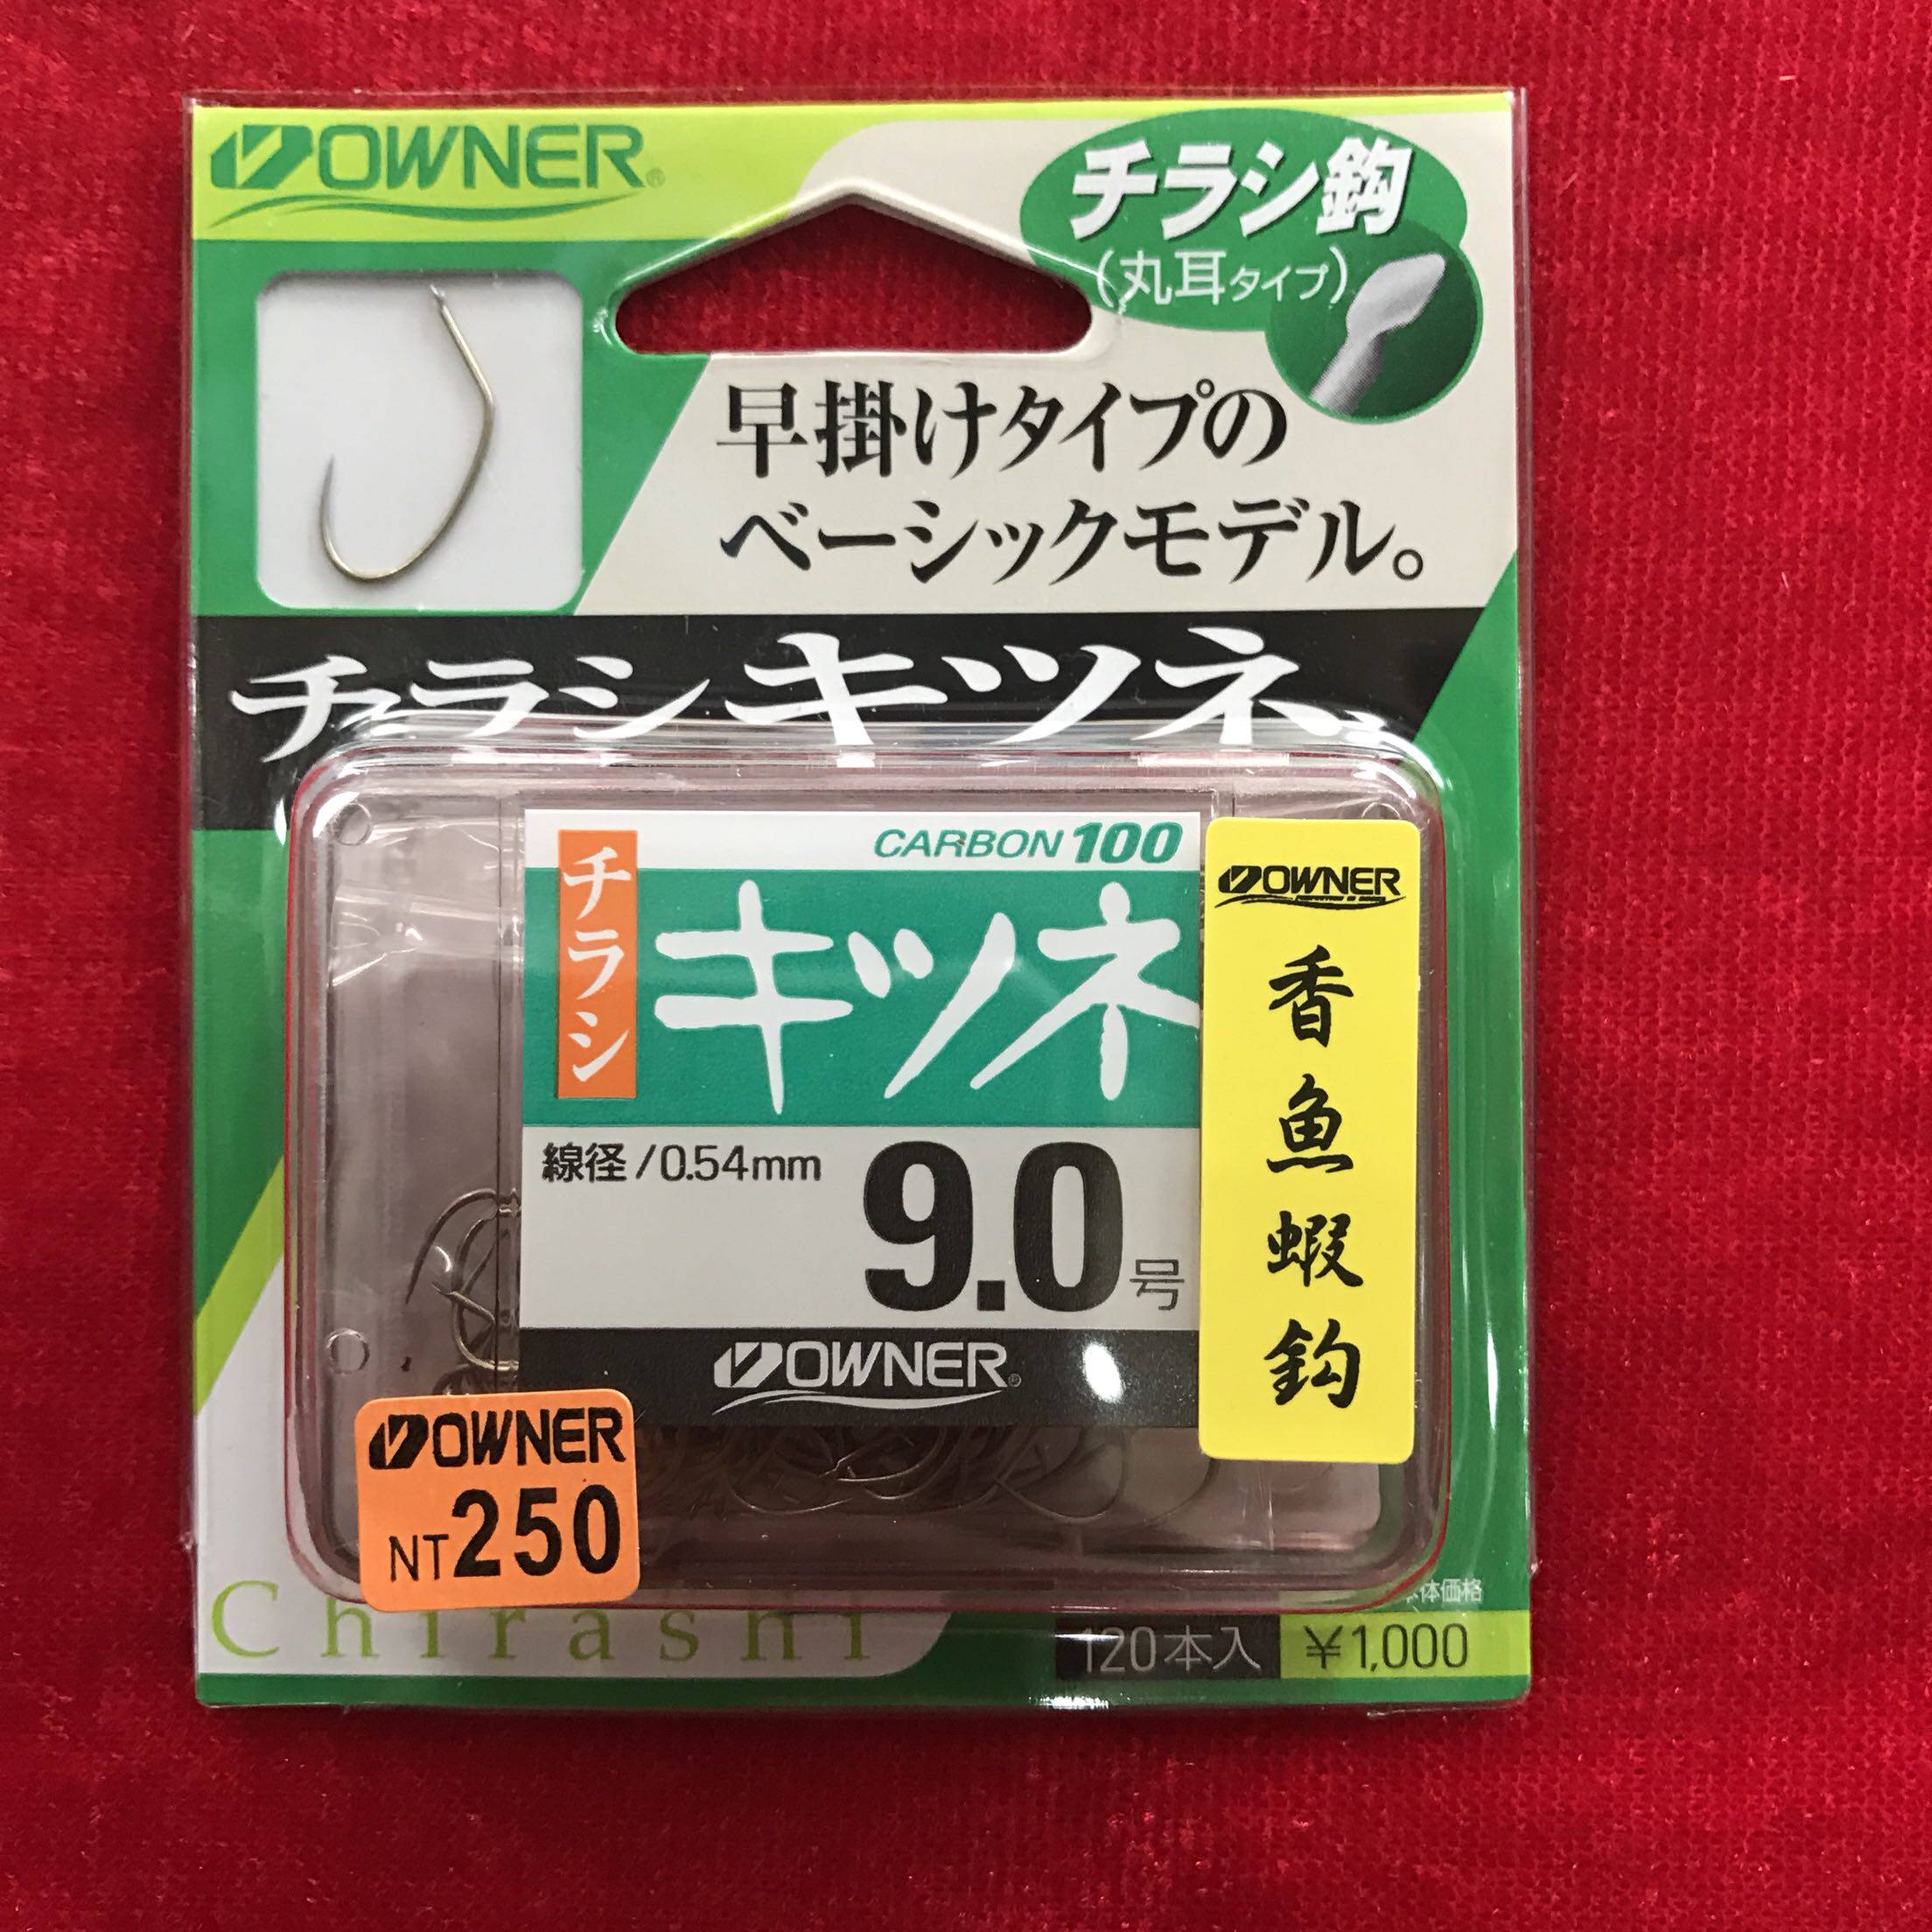 OWNER®
チラシ鈎
(丸耳タイプ)
早掛けタイプの
ベーシックモデル。
チラシキツネ
CARBON 100
チラシ
キツネ
線径/0.54mm
9.0号
OWNER®
OWNER
香魚蝦鈎
OWNER
NT250
Chirashi
体価格
120本入
¥1,000